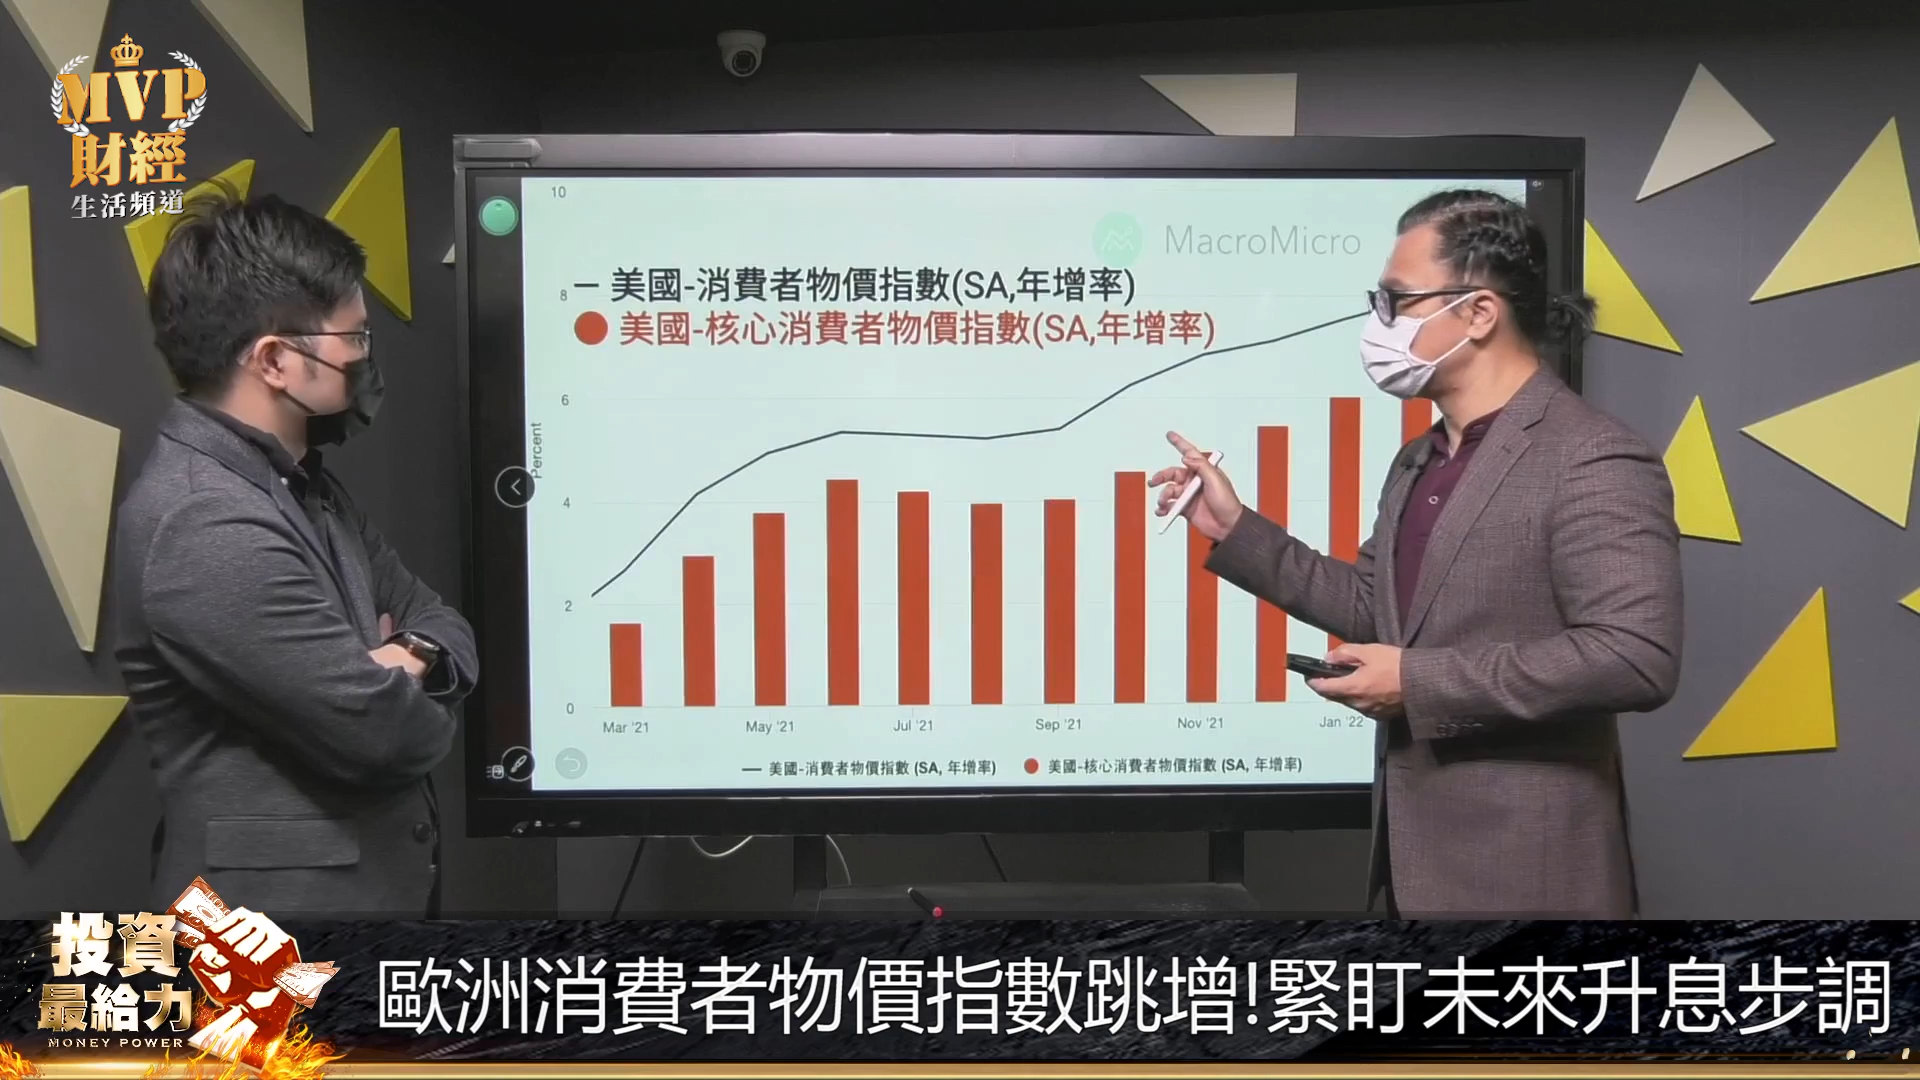 MVP
財經
生活頻道
10
MacroMicro
美國-消費者物價指數(SA,年增率)
8
美國-核心消費者物價指數(SA,年增率)
6
Percent
4
2
0
Mar '21
May '21
Jul '21
Sep '21
Nov '21
Jan '22
美國-消費者物價指數 (SA, 年增率)
美國-核心消費者物價指數 (SA, 年增率)
投資
最給力
MONEY POWER
歐洲消費者物價指數跳增!緊盯未來升息步調